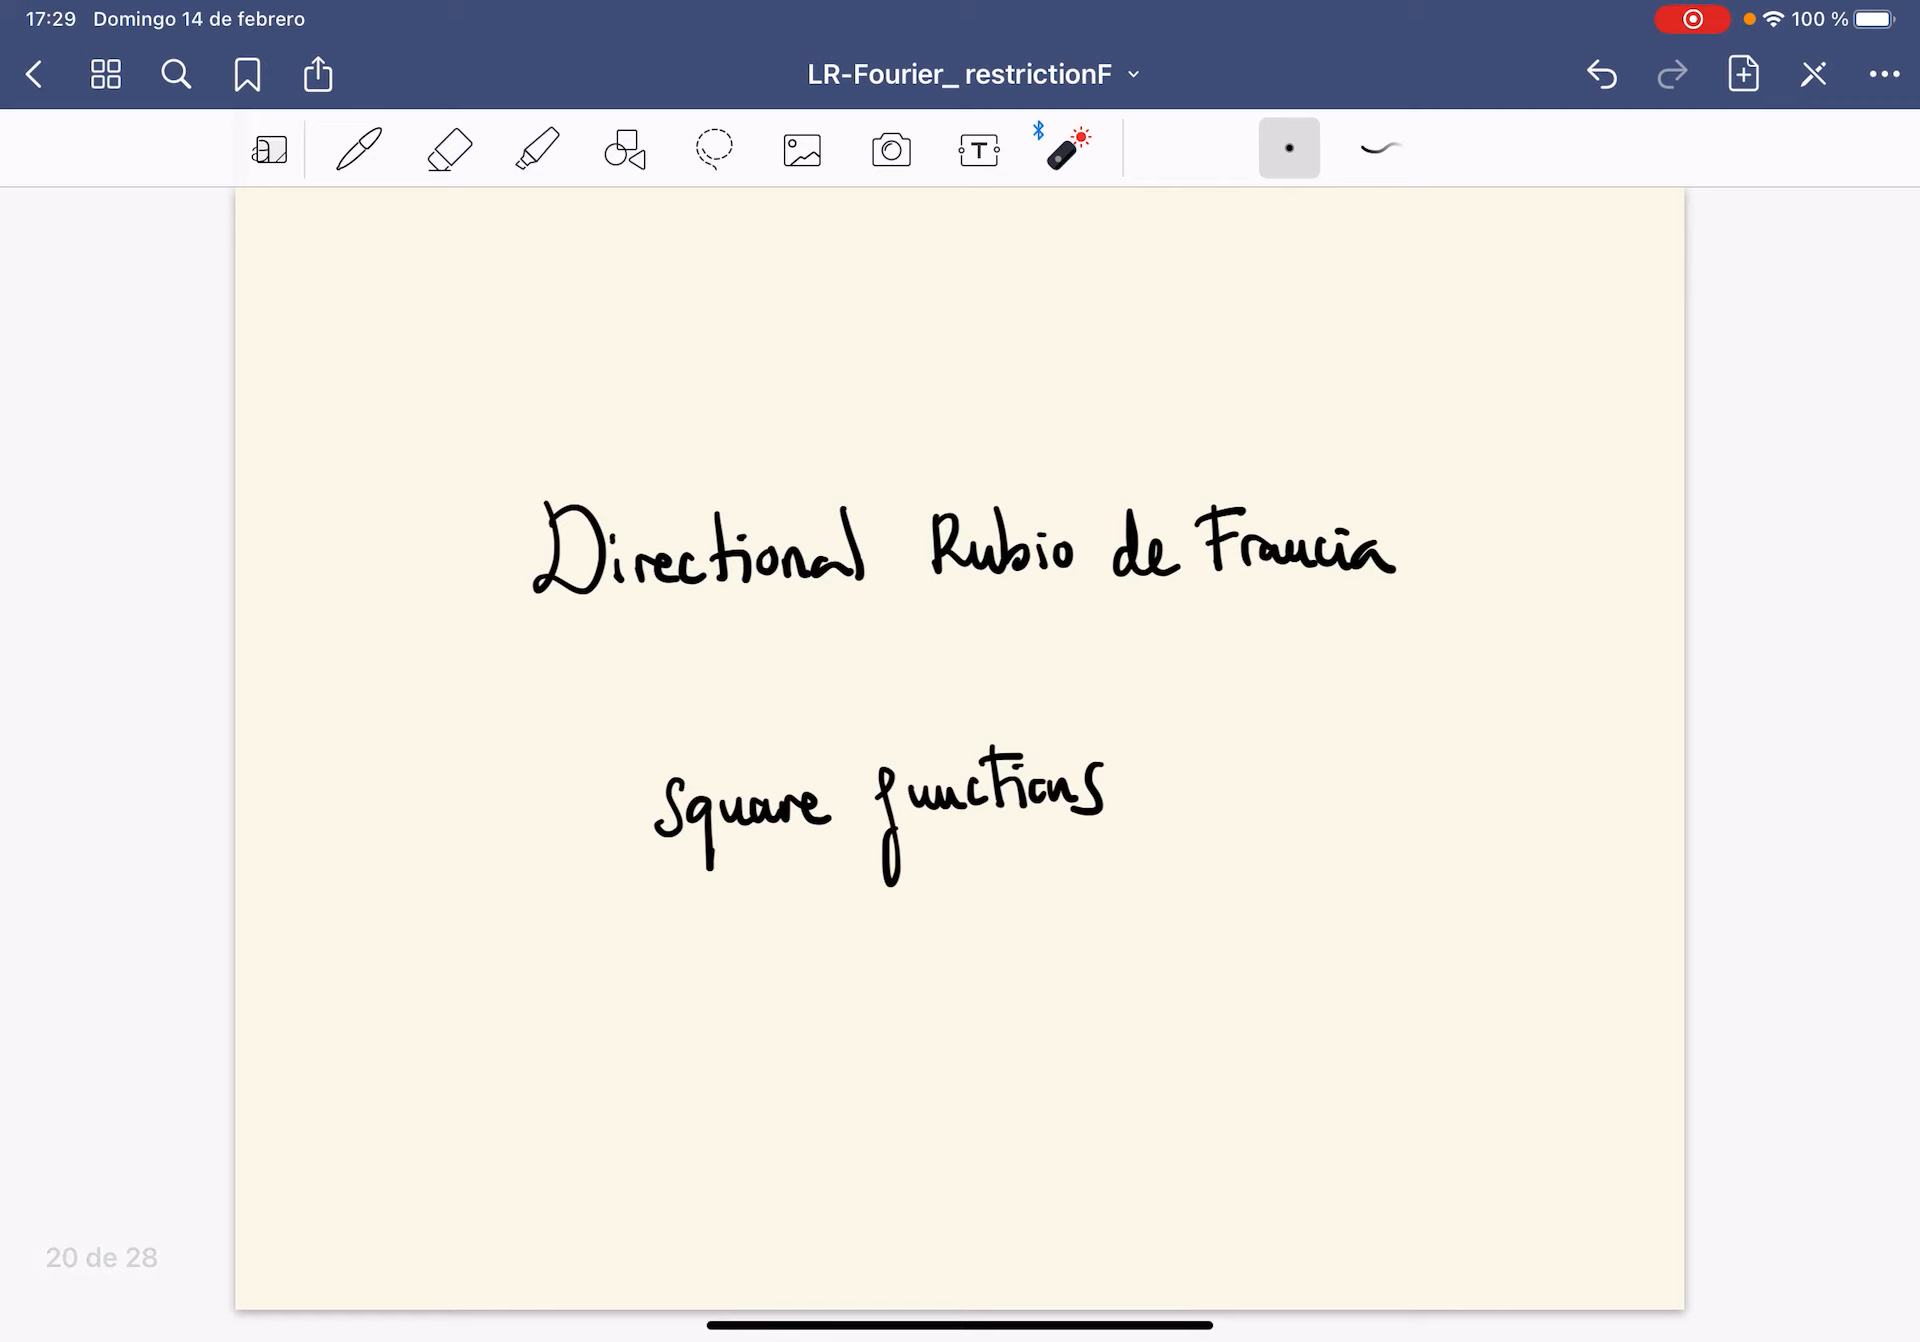 17:29 Domingo 14 de febrero 100 %
LR-Fourier_ restrictionF
Directional Rubio de Francia
square functions
20 de 28